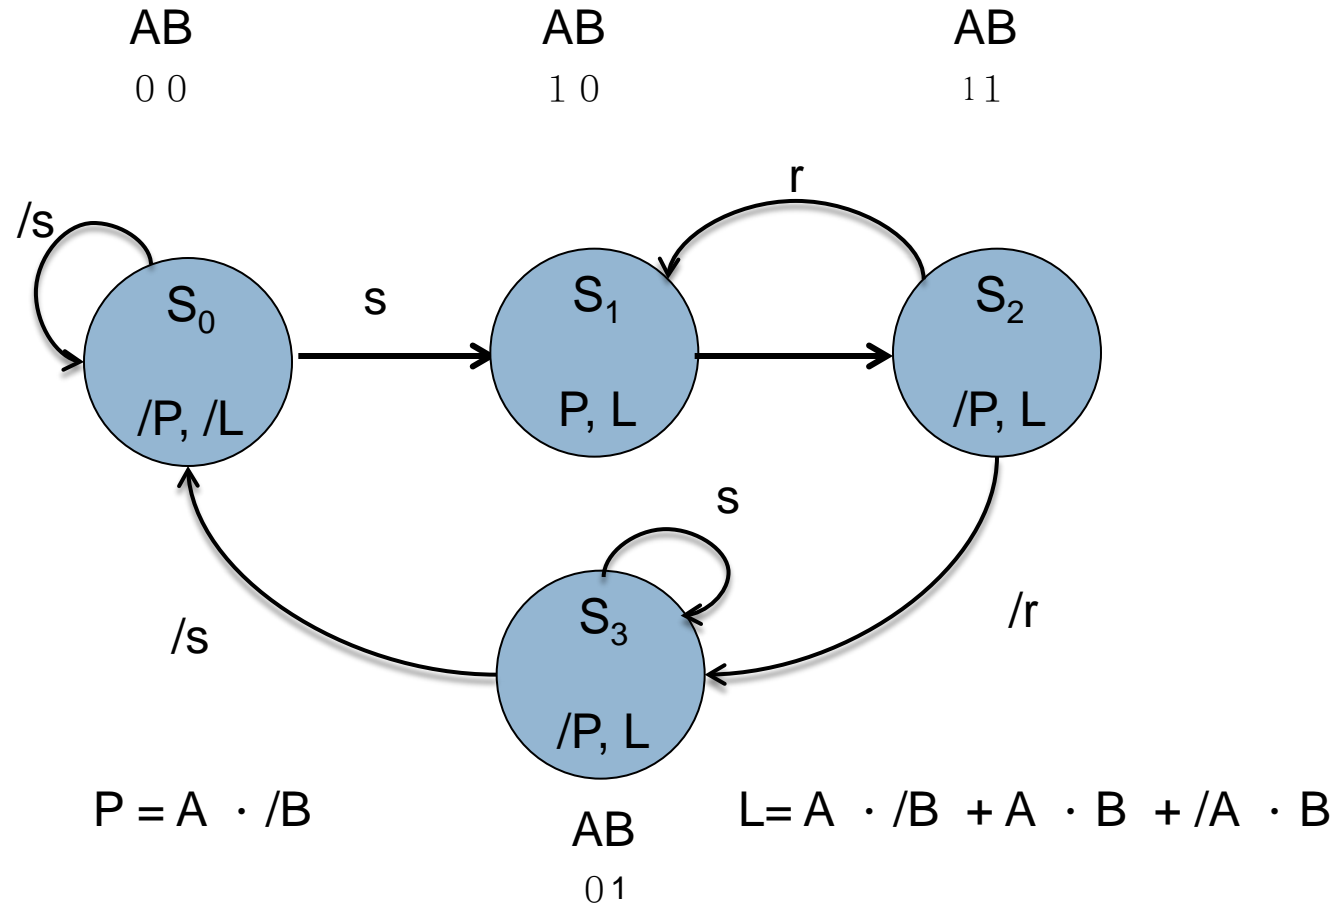 AB
AB
AB
0 0
1 0
11
r
/s
s
S₀
S₁
S₂
/P, /L
P, L
/P, L
s
/s
S₃
/r
/P, L
P = A · /B
L= A · /B + A · B + /A · B
AB
01